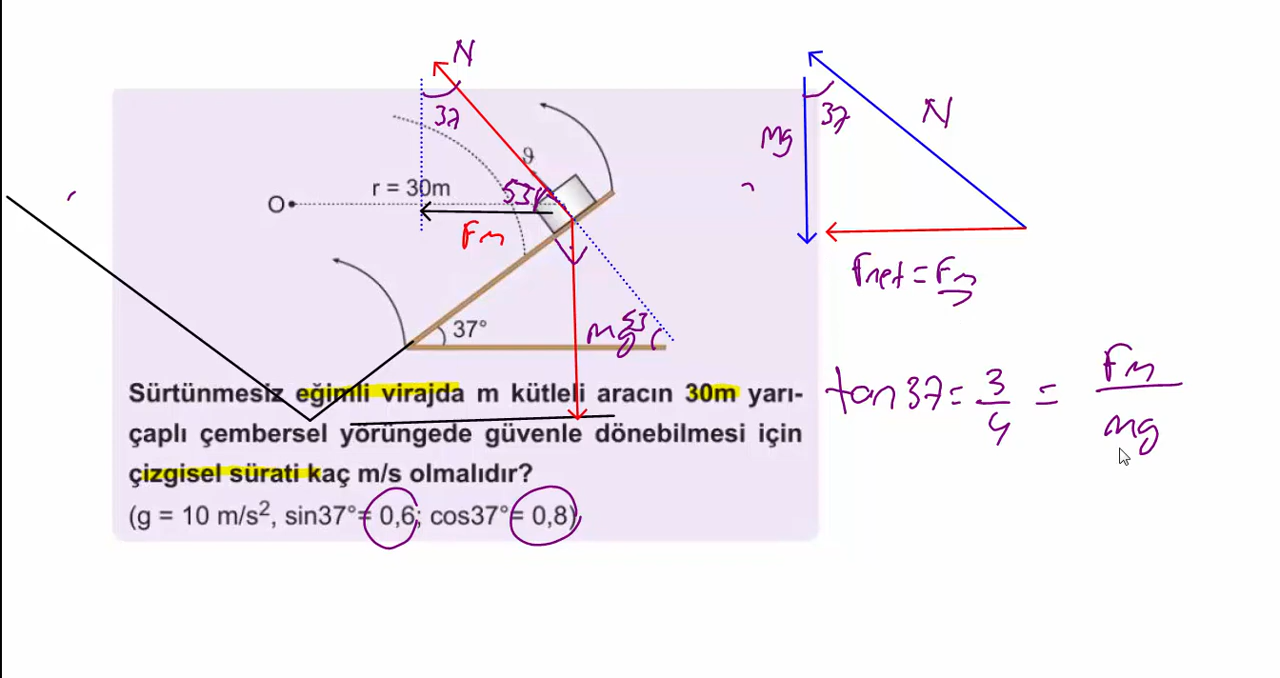 N
37
ϑ
r = 30m
53
O
Fm
37°
mg
53
Sürtünmesiz eğimli virajda m kütleli aracın 30m yarı-
çaplı çembersel yörüngede güvenle dönebilmesi için
çizgisel sürati kaç m/s olmalıdır?
(g = 10 m/s², sin37°= 0,6; cos37°= 0,8)
37
N
mg
Fnet = Fm
tan37 = 3/4 = Fm/mg